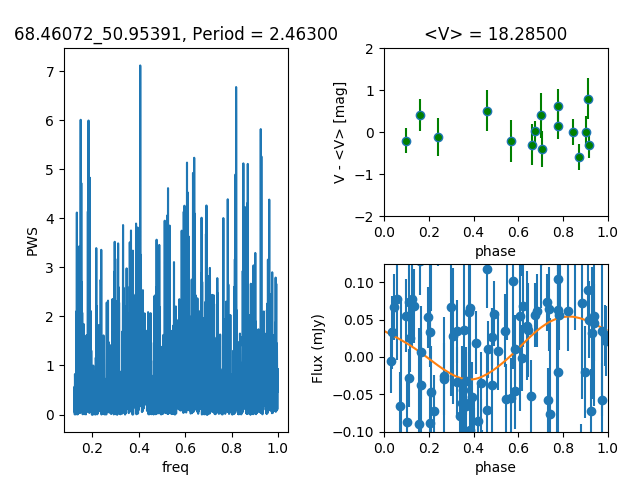 68.46072_50.95391, Period = 2.46300
<V> = 18.28500
7
6
5
4
3
2
1
0
PWS
0.2 0.4 0.6 0.8 1.0
freq
2
1
0
−1
−2
V - <V> [mag]
0.0 0.2 0.4 0.6 0.8 1.0
phase
0.10
0.05
0.00
−0.05
−0.10
Flux (mJy)
0.0 0.2 0.4 0.6 0.8 1.0
phase